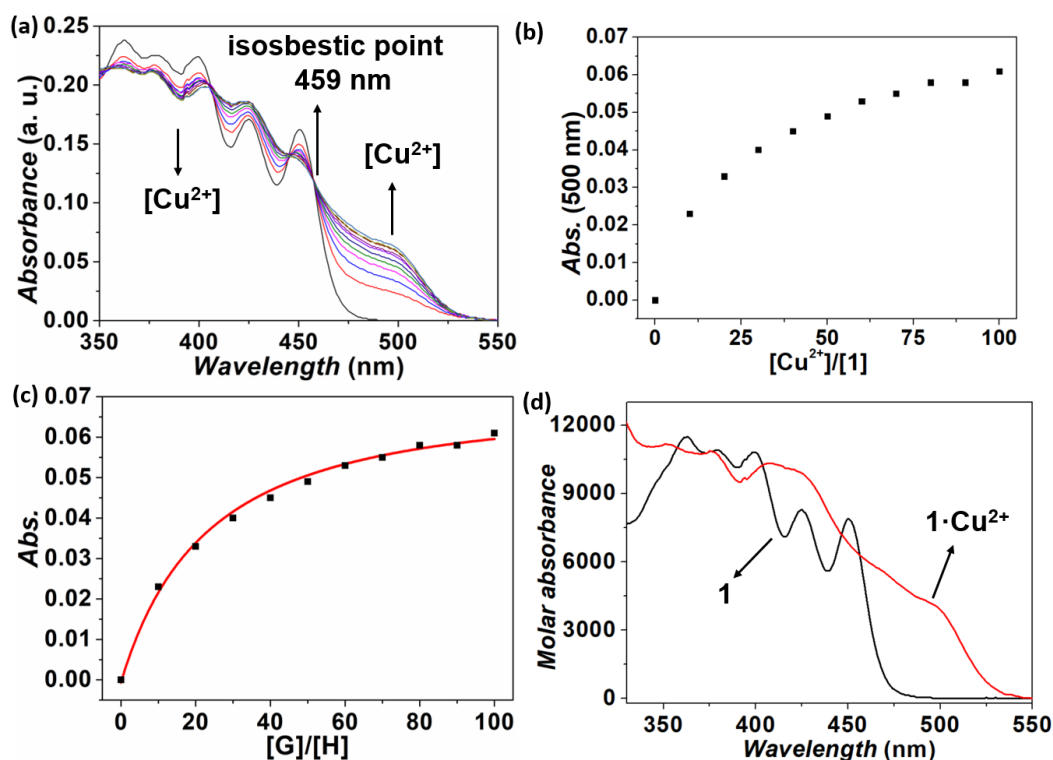 (a)
0.25
0.20
0.15
0.10
0.05
0.00
Absorbance (a. u.)
isosbestic point
459 nm
[Cu²⁺]
[Cu²⁺]
350 400 450 500 550
Wavelength (nm)
(b)
0.07
0.06
0.05
0.04
0.03
0.02
0.01
0.00
Abs. (500 nm)
0 25 50 75 100
[Cu²⁺]/[1]
(c)
0.07
0.06
0.05
0.04
0.03
0.02
0.01
0.00
Abs.
0 20 40 60 80 100
[G]/[H]
(d)
12000
9000
6000
3000
0
Molar absorbance
1
1·Cu²⁺
350 400 450 500 550
Wavelength (nm)